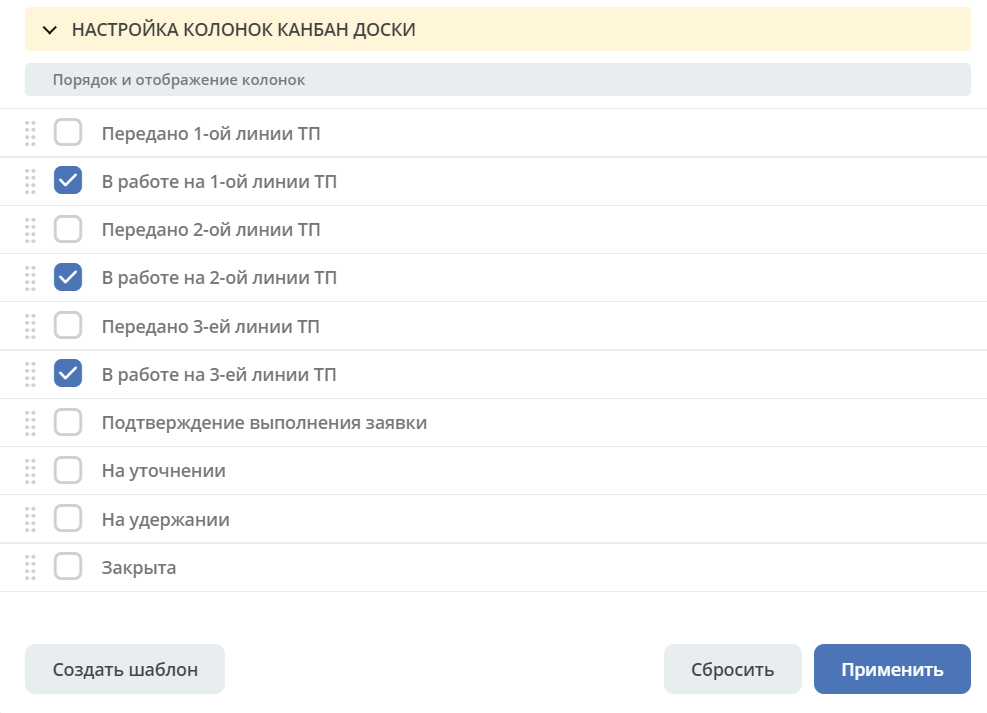 НАСТРОЙКА КОЛОНОК КАНБАН ДОСКИ
Порядок и отображение колонок
Передано 1-ой линии ТП
В работе на 1-ой линии ТП
Передано 2-ой линии ТП
В работе на 2-ой линии ТП
Передано 3-ей линии ТП
В работе на 3-ей линии ТП
Подтверждение выполнения заявки
На уточнении
На удержании
Закрыта
Создать шаблон Сбросить Применить